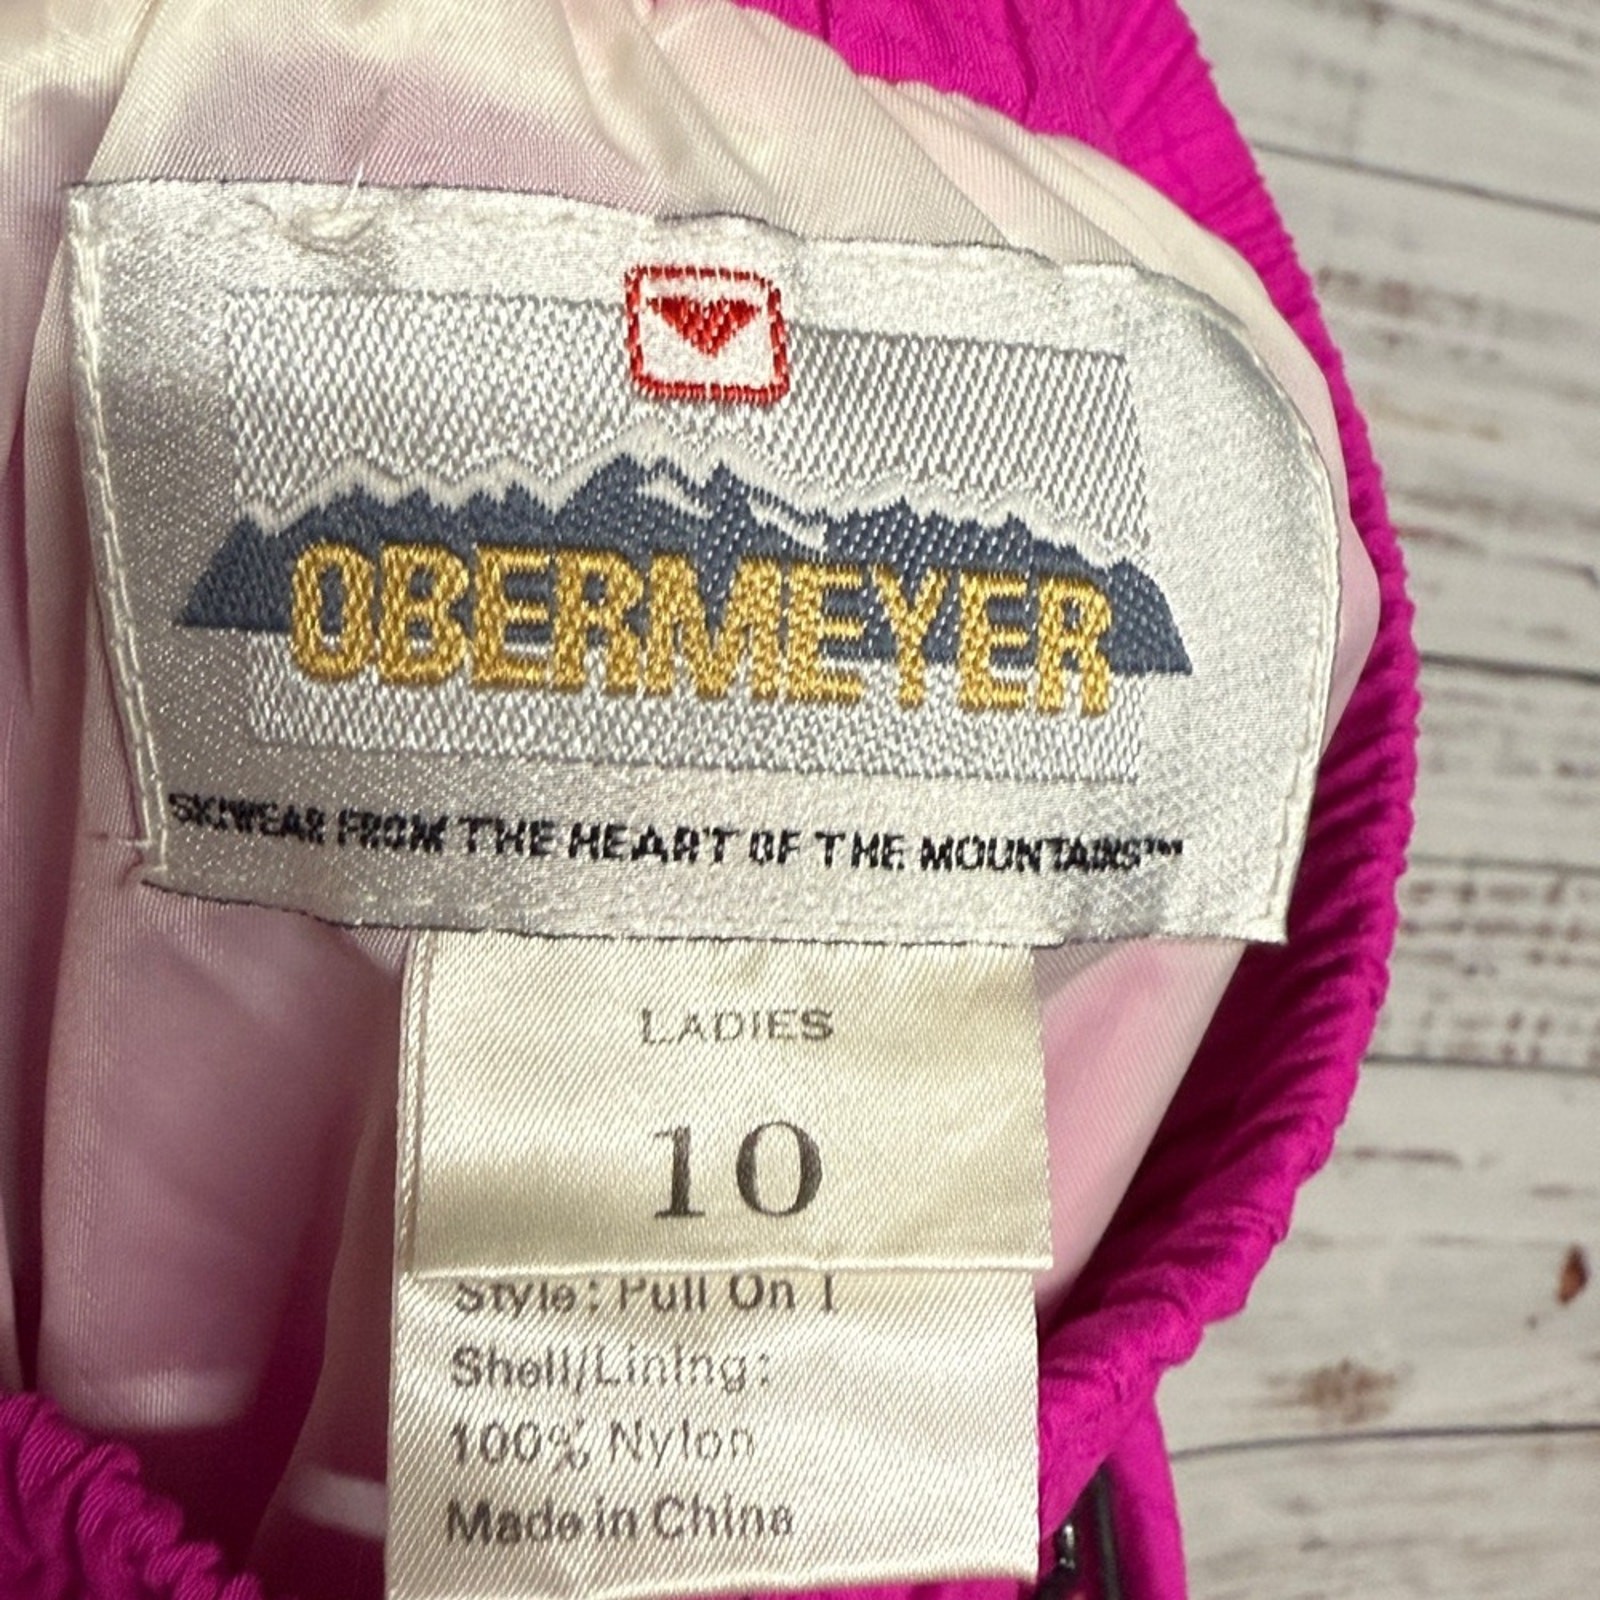 OBERMEYER
SKIWEAR FROM THE HEART OF THE MOUNTAINS™
LADIES
10
Style: Pull On
Shell/Lining:
100% Nylon
Made in China